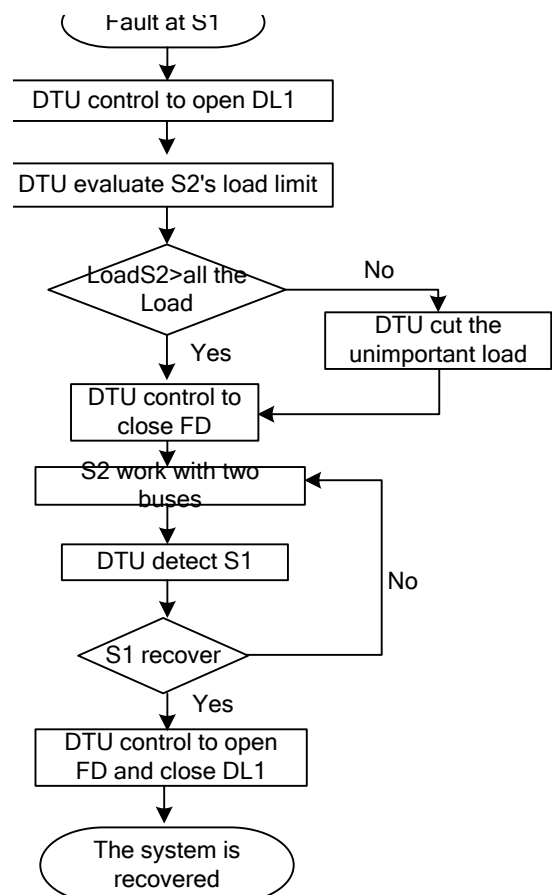 Fault at S1
DTU control to open DL1
DTU evaluate S2's load limit
LoadS2>all the
Load
No
DTU cut the
unimportant load
Yes
DTU control to
close FD
S2 work with two
buses
DTU detect S1
No
S1 recover
Yes
DTU control to open
FD and close DL1
The system is
recovered